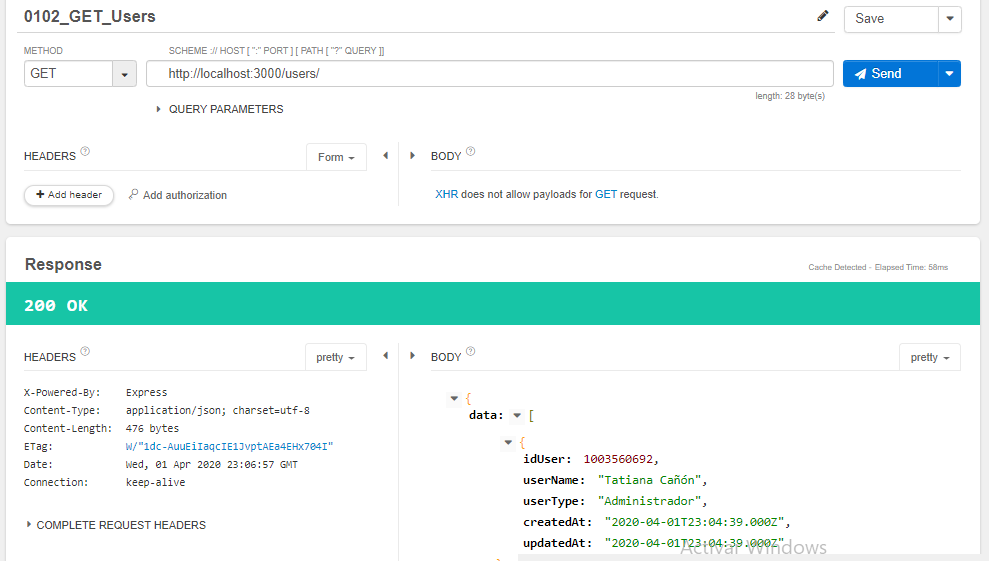 0102_GET_Users
Save
METHOD
SCHEME :// HOST [ ":" PORT ] [ PATH [ "?" QUERY ]]
GET
http://localhost:3000/users/
Send
length: 28 byte(s)
QUERY PARAMETERS
HEADERS ?
Form
BODY ?
+ Add header
Add authorization
XHR does not allow payloads for GET request.
Response
Cache Detected - Elapsed Time: 58ms
200 OK
HEADERS ?
pretty
BODY ?
pretty
X-Powered-By: Express
Content-Type: application/json; charset=utf-8
Content-Length: 476 bytes
ETag: W/"1dc-AuuEiIaqcIE1JvptAEa4EHx704I"
Date: Wed, 01 Apr 2020 23:06:57 GMT
Connection: keep-alive
COMPLETE REQUEST HEADERS
{
data: [
{
idUser: 1003560692,
userName: "Tatiana Cañón",
userType: "Administrador",
createdAt: "2020-04-01T23:04:39.000Z",
updatedAt: "2020-04-01T23:04:39.000Z"
Activar Windows